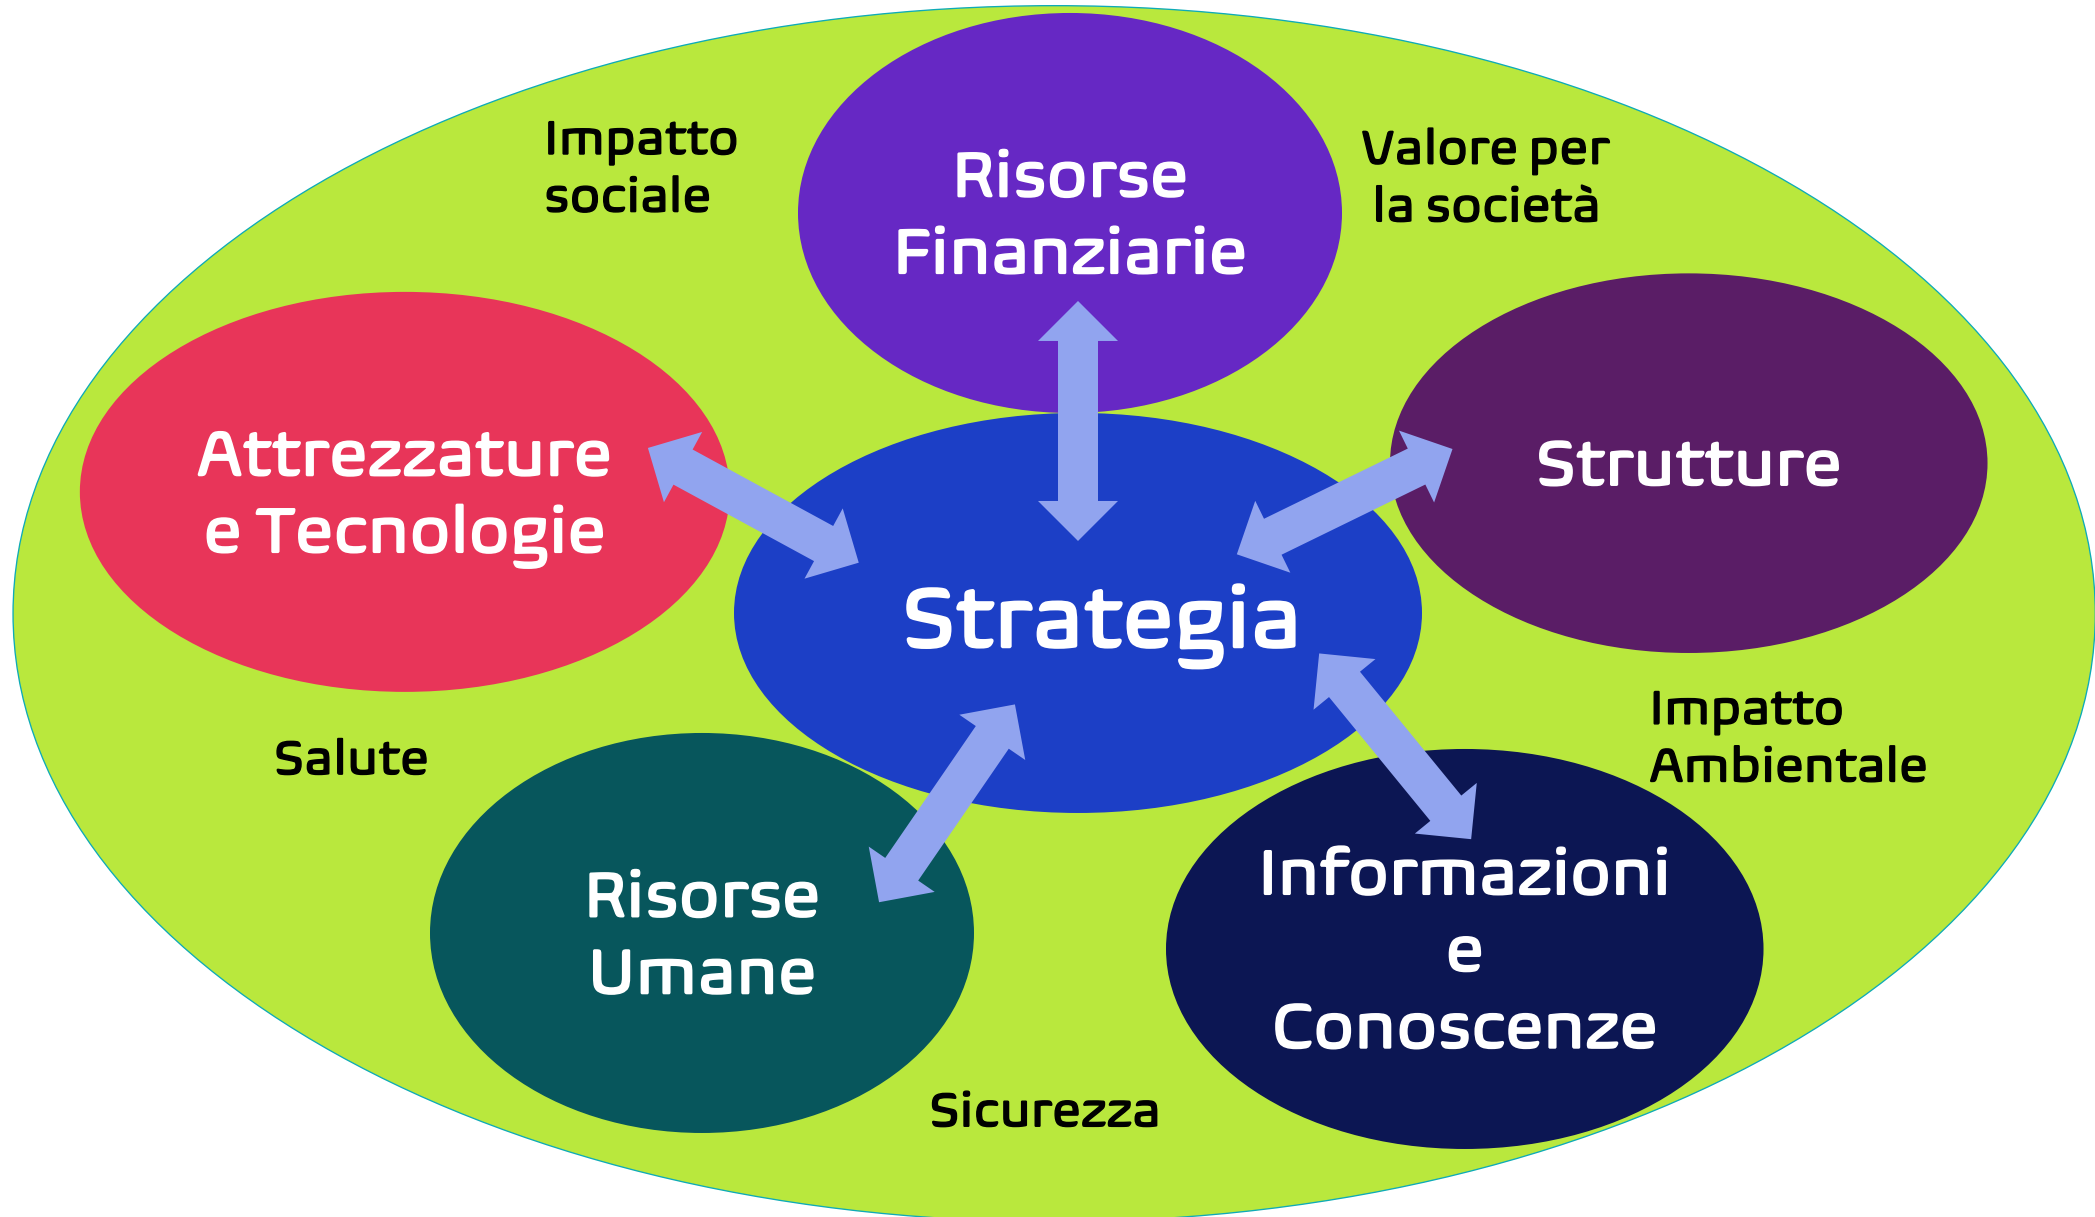 Impatto
sociale
Risorse
Finanziarie
Valore per
la società
Attrezzature
e Tecnologie
Strutture
Strategia
Salute
Impatto
Ambientale
Risorse
Umane
Informazioni
e
Conoscenze
Sicurezza